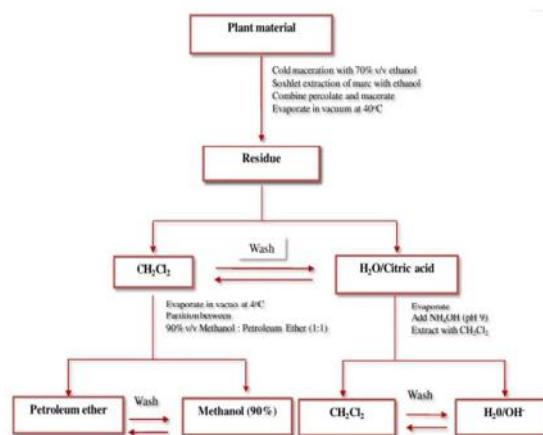 Plant material
Cold maceration with 70% v/v ethanol
Soxhlet extraction of marc with ethanol
Combine percolate and macerate
Evaporate in vacuum at 40°C
Residue
CH₂Cl₂
Wash
H₂O/Citric acid
Evaporate in vacuo at 4°C
Partition between
90% v/v Methanol : Petroleum Ether (1:1)
Evaporate
Add NH₄OH (pH 9)
Extract with CH₂Cl₂
Petroleum ether
Wash
Methanol (90%)
CH₂Cl₂
Wash
H₂0/OH⁻